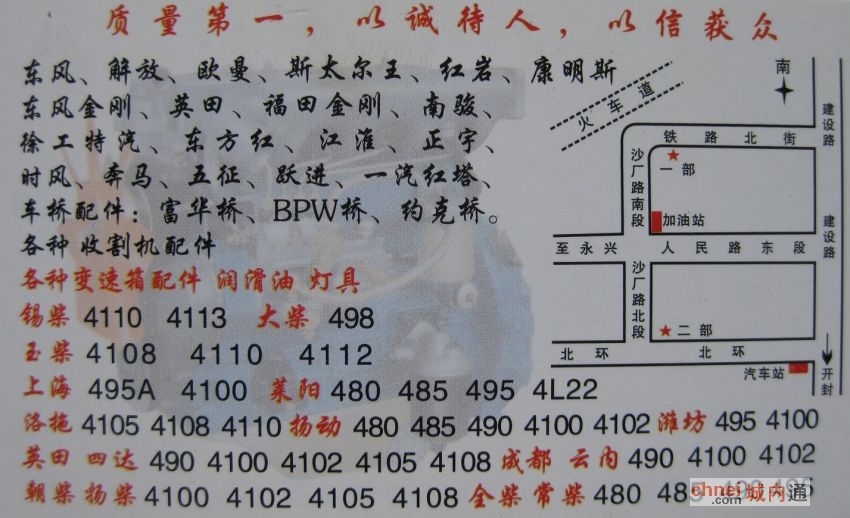 质量第一，以诚待人，以信获众
东风、解放、欧曼、斯太尔王、红岩、康明斯
东风金刚、英田、福田金刚、南骏、
徐工特汽、东方红、江淮、正宇、
时风、奔马、五征、跃进、一汽红塔、
车桥配件：富华桥、BPW桥、约克桥。
各种 收割机配件
各种变速箱配件 润滑油 灯具
锡柴 4110 4113 大柴 498
玉柴 4108 4110 4112
上海 495A 4100 莱阳 480 485 495 4L22
洛拖 4105 4108 4110 扬动 480 485 490 4100 4102 潍坊 495 4100
英田 四达 490 4100 4102 4105 4108 成都 云内 490 4100 4102
朝柴 扬柴 4100 4102 4105 4108 全柴 常柴 480 485 490 495
南
火车道
建设路
铁路北街
沙厂路南段
一部
加油站
建设路
至永兴
人民路东段
沙厂路北段
二部
北环
北环
汽车站
开封
chnei城内通
.com